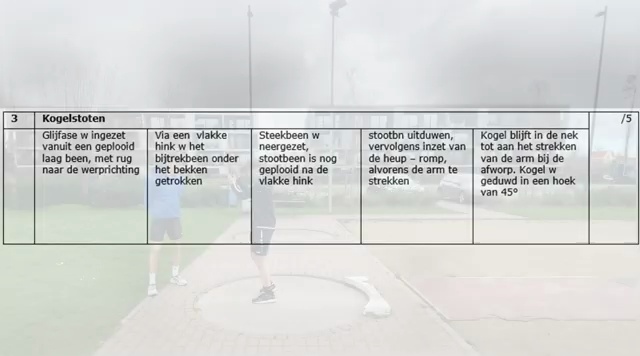 3 Kogelstoten /5
Glijfase w ingezet
vanuit een geplooid
laag been, met rug
naar de werprichting
Via een vlakke
hink w het
bijtrekbeen onder
het bekken
getrokken
Steekbeen w
neergezet,
stootbeen is nog
geplooid na de
vlakke hink
stootbn uitduwen,
vervolgens inzet van
de heup – romp,
alvorens de arm te
strekken
Kogel blijft in de nek
tot aan het strekken
van de arm bij de
afworp. Kogel w
geduwd in een hoek
van 45°